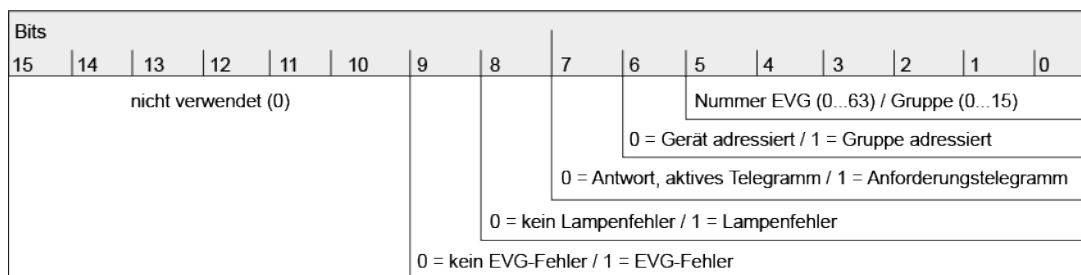 Bits
15 14 13 12 11 10 9 8 7 6 5 4 3 2 1 0
nicht verwendet (0) Nummer EVG (0...63) / Gruppe (0...15)
0 = Gerät adressiert / 1 = Gruppe adressiert
0 = Antwort, aktives Telegramm / 1 = Anforderungstelegramm
0 = kein Lampenfehler / 1 = Lampenfehler
0 = kein EVG-Fehler / 1 = EVG-Fehler